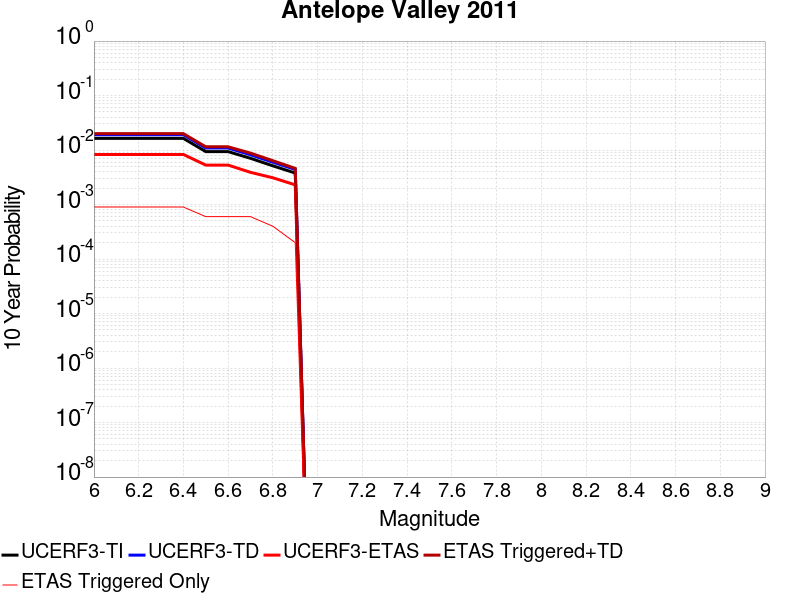 Antelope Valley 2011
10 Year Probability
10^0
10^-1
10^-2
10^-3
10^-4
10^-5
10^-6
10^-7
10^-8
6 6.2 6.4 6.6 6.8 7 7.2 7.4 7.6 7.8 8 8.2 8.4 8.6 8.8 9
Magnitude
UCERF3-TI UCERF3-TD UCERF3-ETAS ETAS Triggered+TD
ETAS Triggered Only